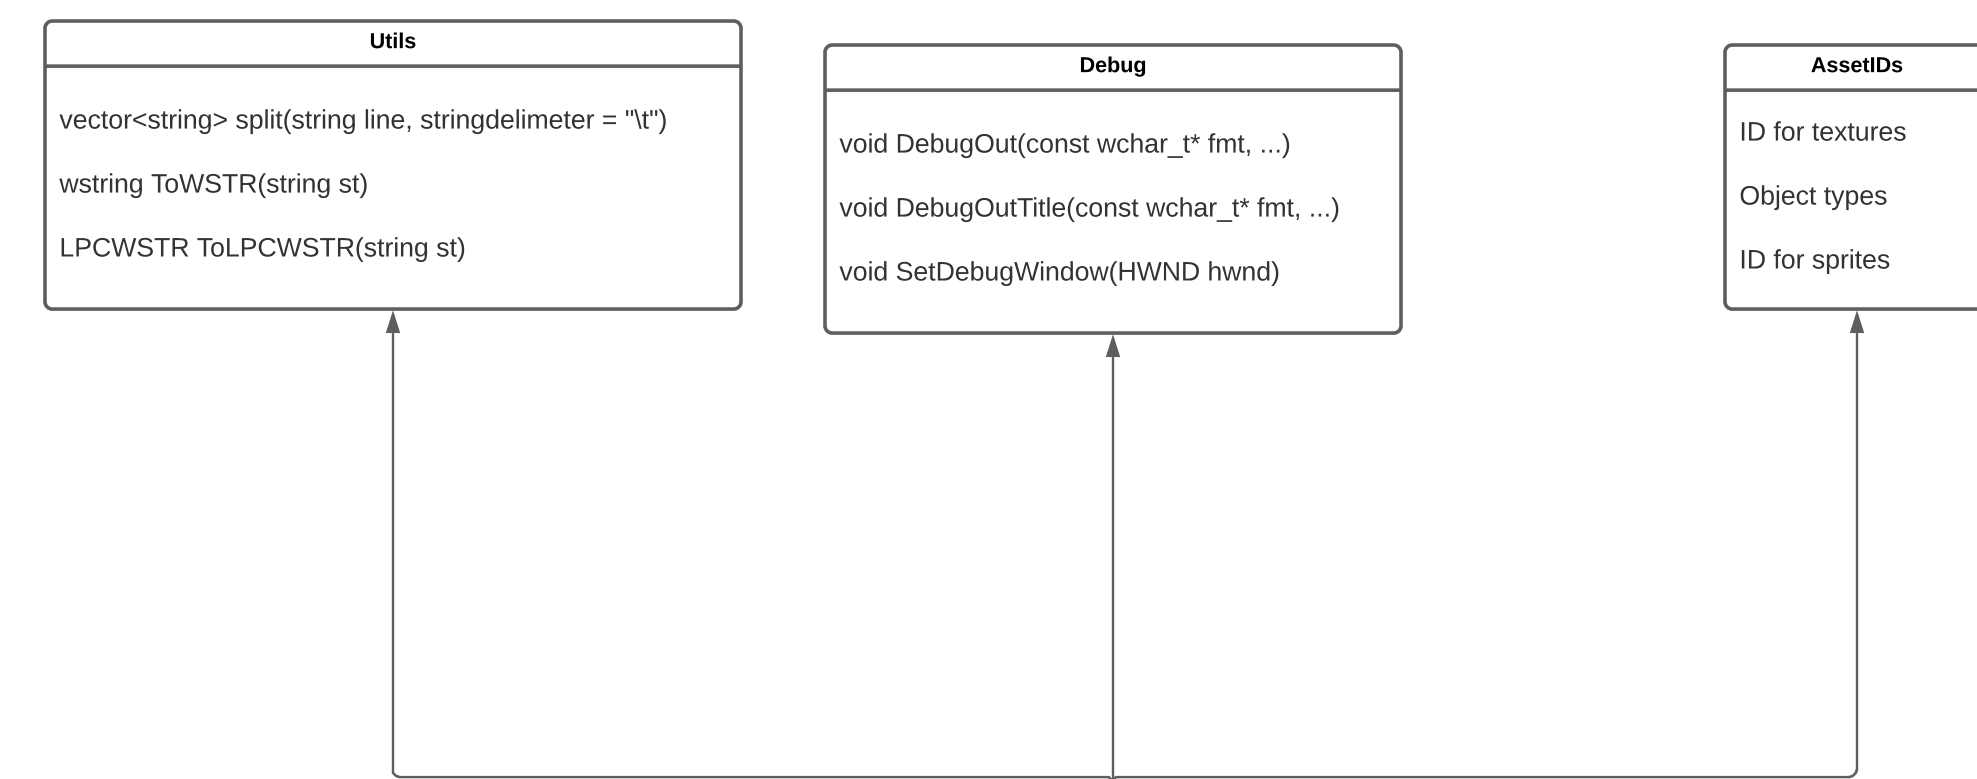 Utils
vector<string> split(string line, stringdelimeter = "\t")
wstring ToWSTR(string st)
LPCWSTR ToLPCWSTR(string st)
Debug
void DebugOut(const wchar_t* fmt, ...)
void DebugOutTitle(const wchar_t* fmt, ...)
void SetDebugWindow(HWND hwnd)
AssetIDs
ID for textures
Object types
ID for sprites